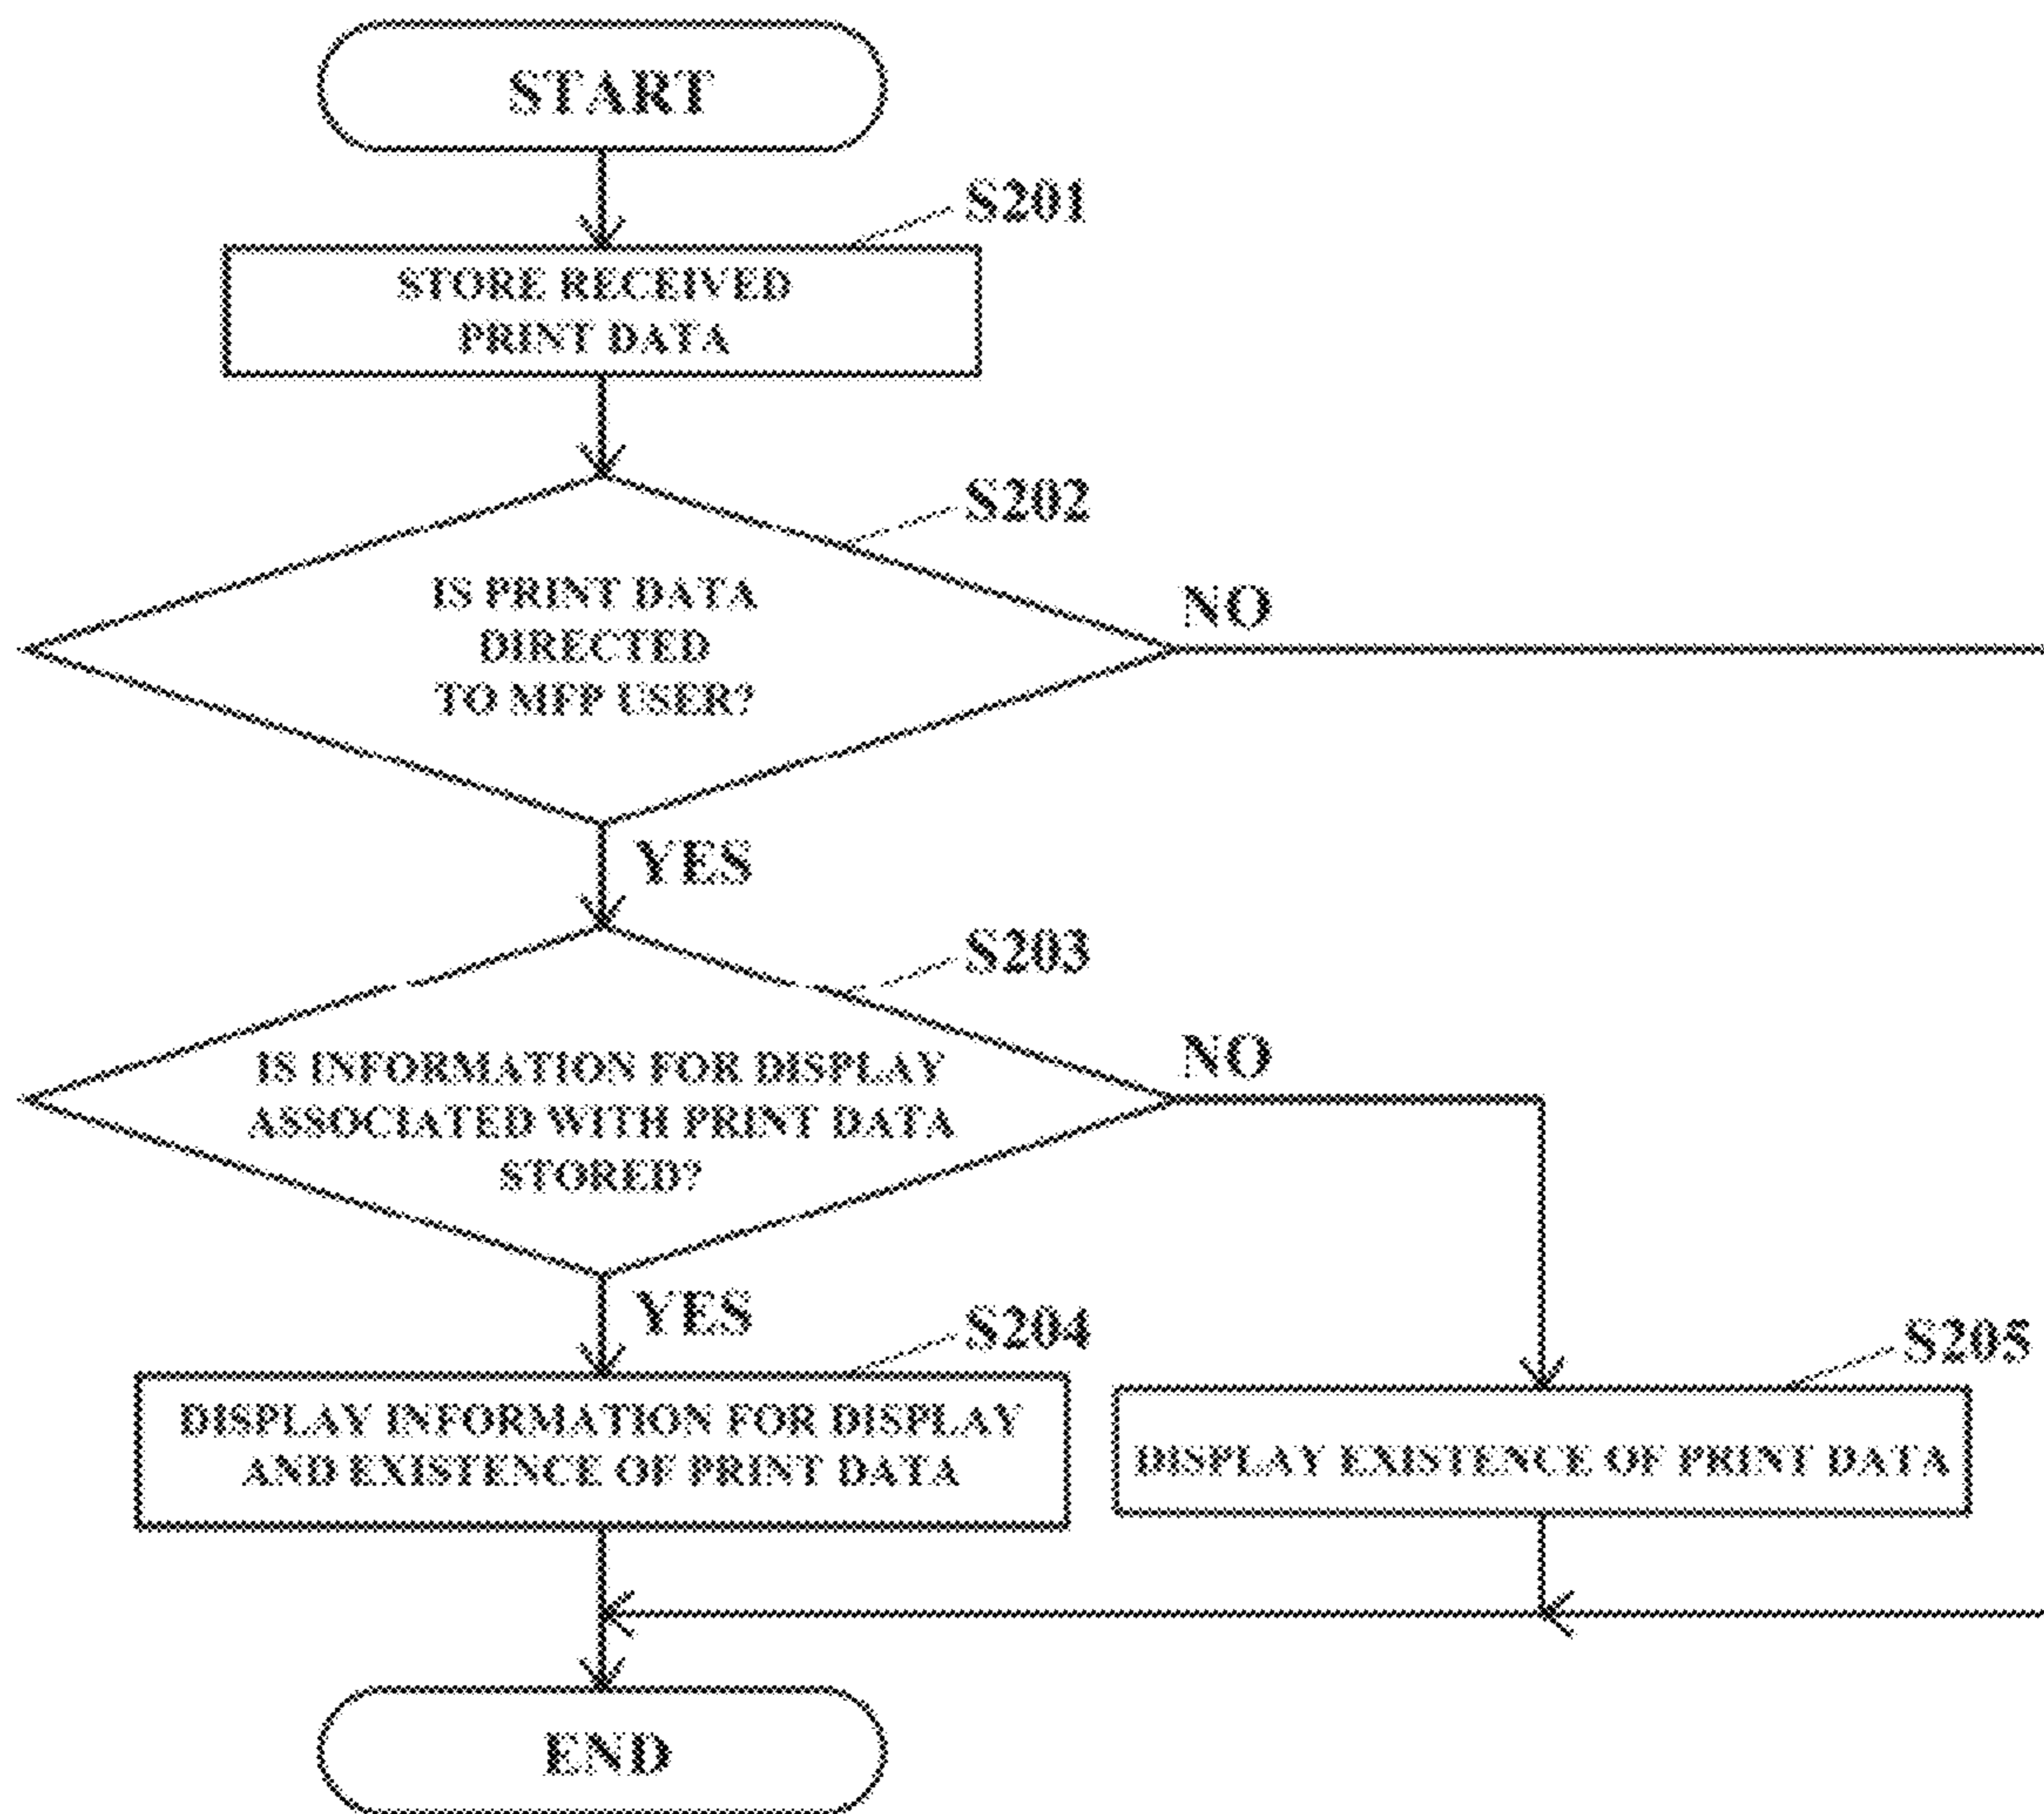 START
S201
STORE RECEIVED
PRINT DATA
S202
IS PRINT DATA
DIRECTED
TO MFP USER?
NO
YES
S203
IS INFORMATION FOR DISPLAY
ASSOCIATED WITH PRINT DATA
STORED?
NO
YES
S204
DISPLAY INFORMATION FOR DISPLAY
AND EXISTENCE OF PRINT DATA
S205
DISPLAY EXISTENCE OF PRINT DATA
END